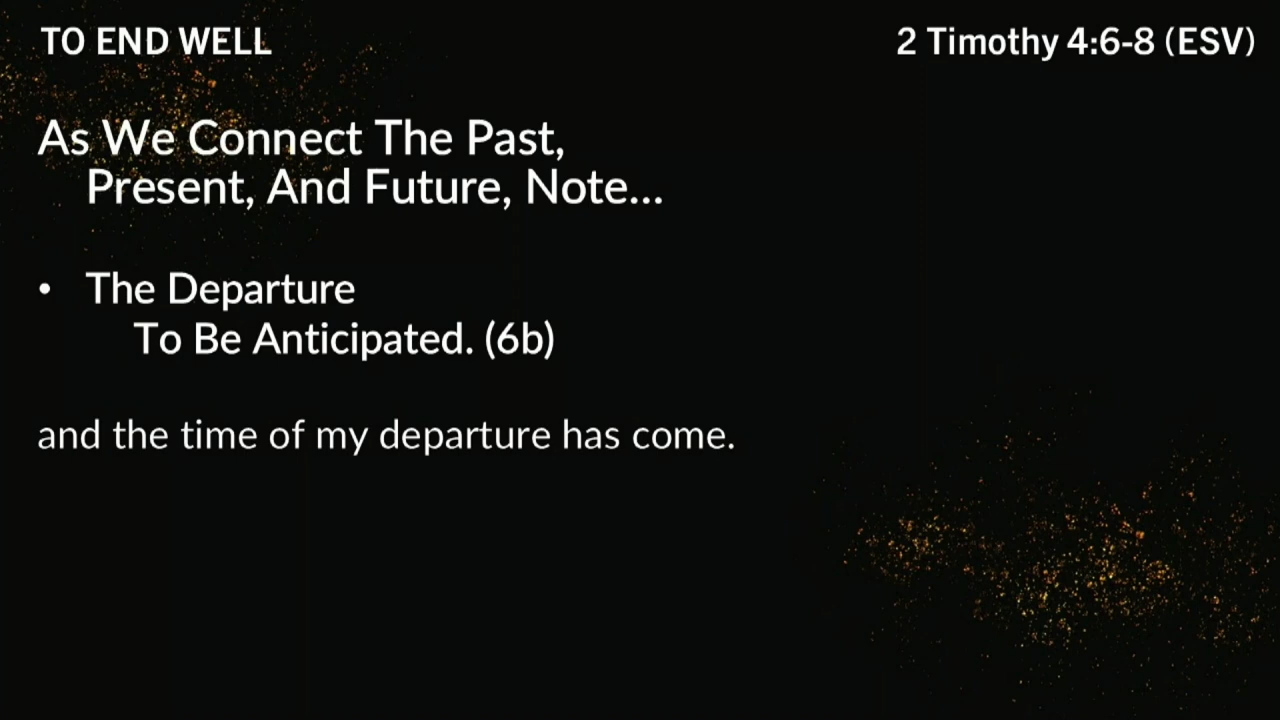 TO END WELL
2 Timothy 4:6-8 (ESV)
As We Connect The Past,
Present, And Future, Note...
• The Departure
To Be Anticipated. (6b)
and the time of my departure has come.